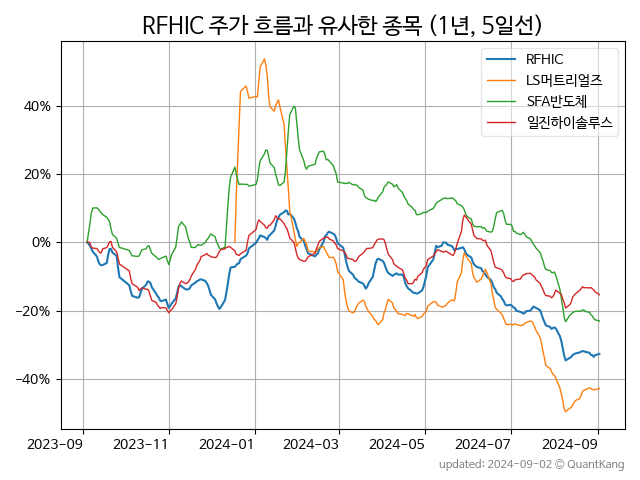 RFHIC 주가 흐름과 유사한 종목 (1년, 5일선)
RFHIC
LS머트리얼즈
SFA반도체
일진하이솔루스
40%
20%
0%
−20%
−40%
2023-09 2023-11 2024-01 2024-03 2024-05 2024-07 2024-09
updated: 2024-09-02 © QuantKang